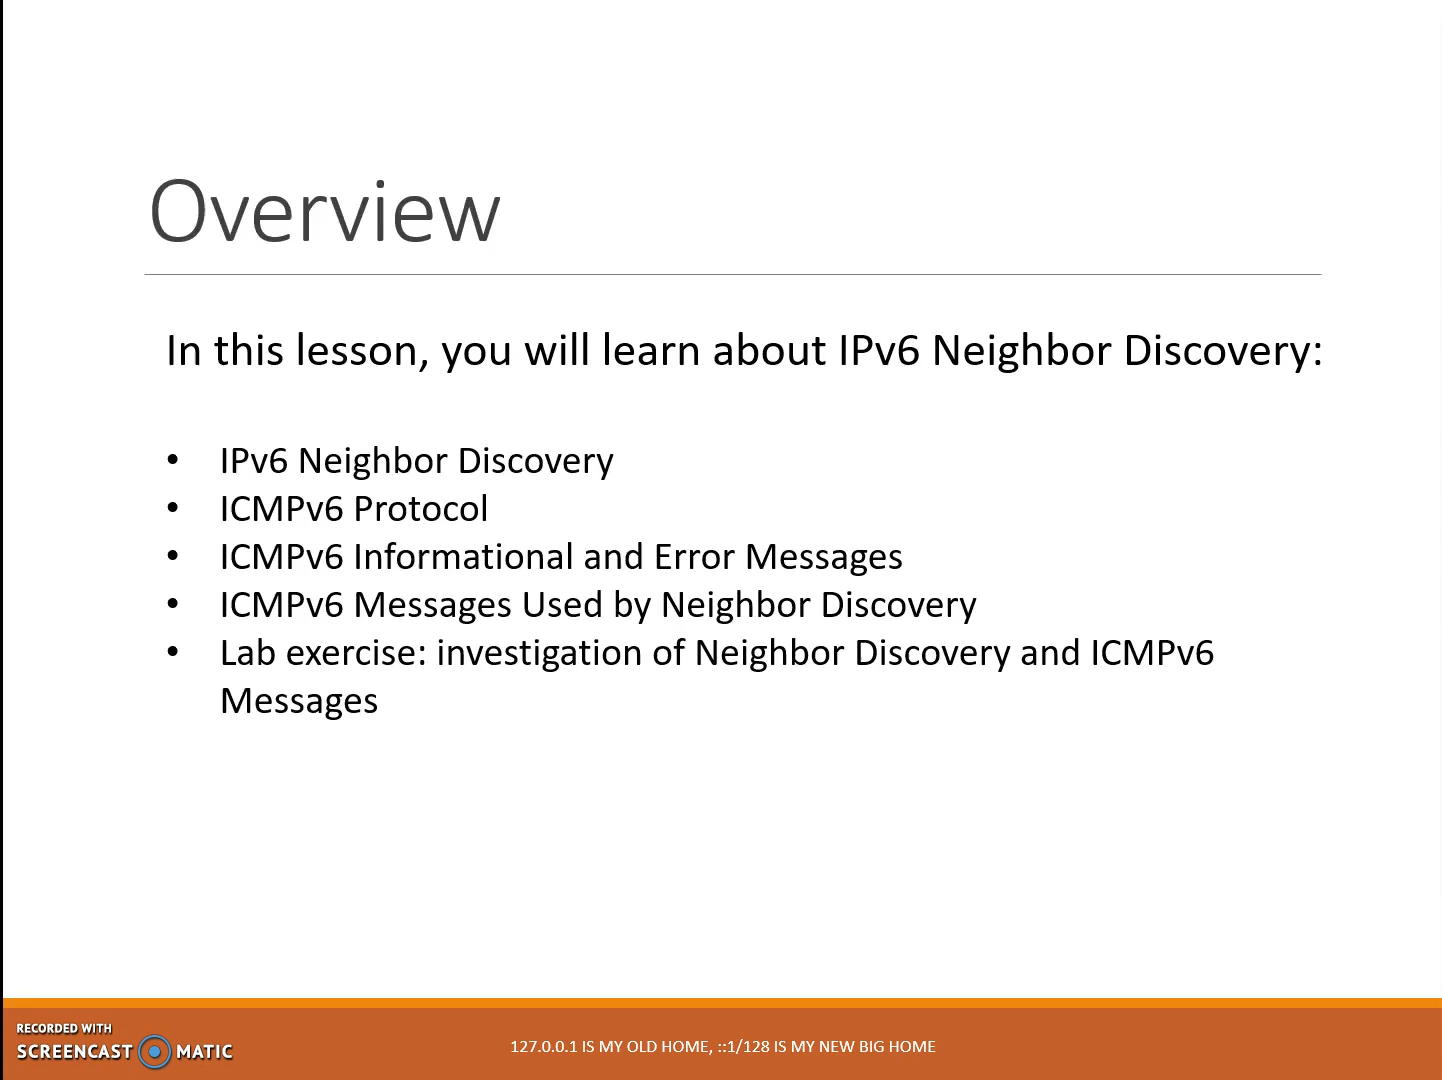 Overview
In this lesson, you will learn about IPv6 Neighbor Discovery:
• IPv6 Neighbor Discovery
• ICMPv6 Protocol
• ICMPv6 Informational and Error Messages
• ICMPv6 Messages Used by Neighbor Discovery
• Lab exercise: investigation of Neighbor Discovery and ICMPv6
Messages
RECORDED WITH
SCREENCAST MATIC
127.0.0.1 IS MY OLD HOME, ::1/128 IS MY NEW BIG HOME